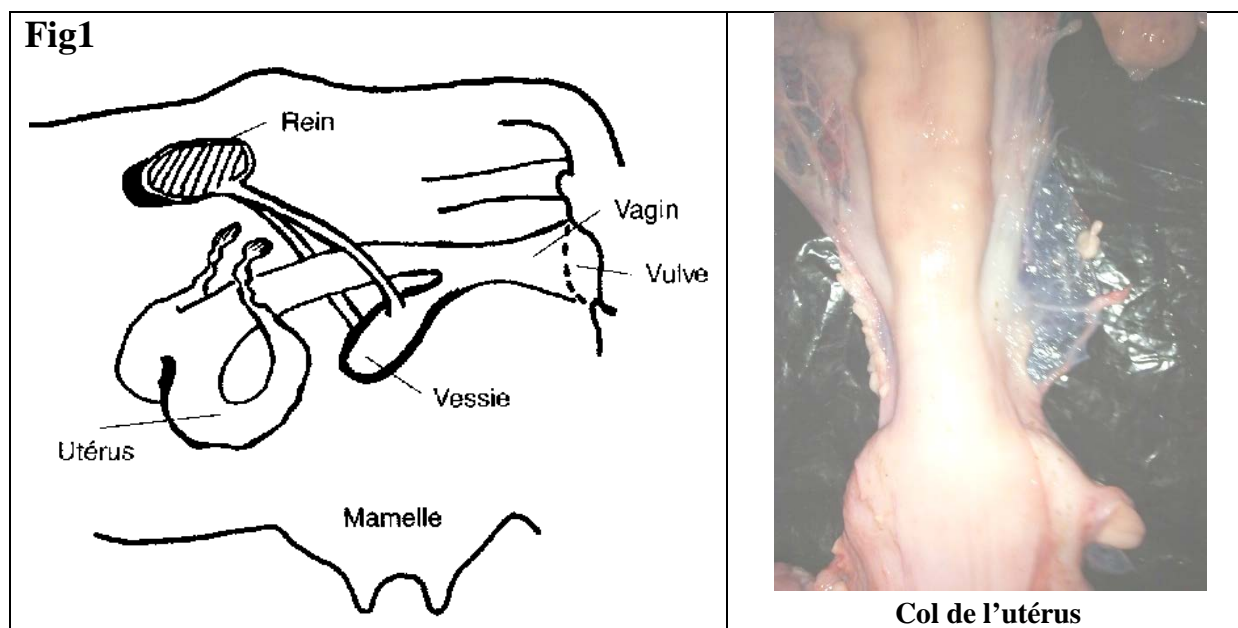 Fig1
Rein
Vagin
Vulve
Vessie
Utérus
Mamelle
Col de l’utérus